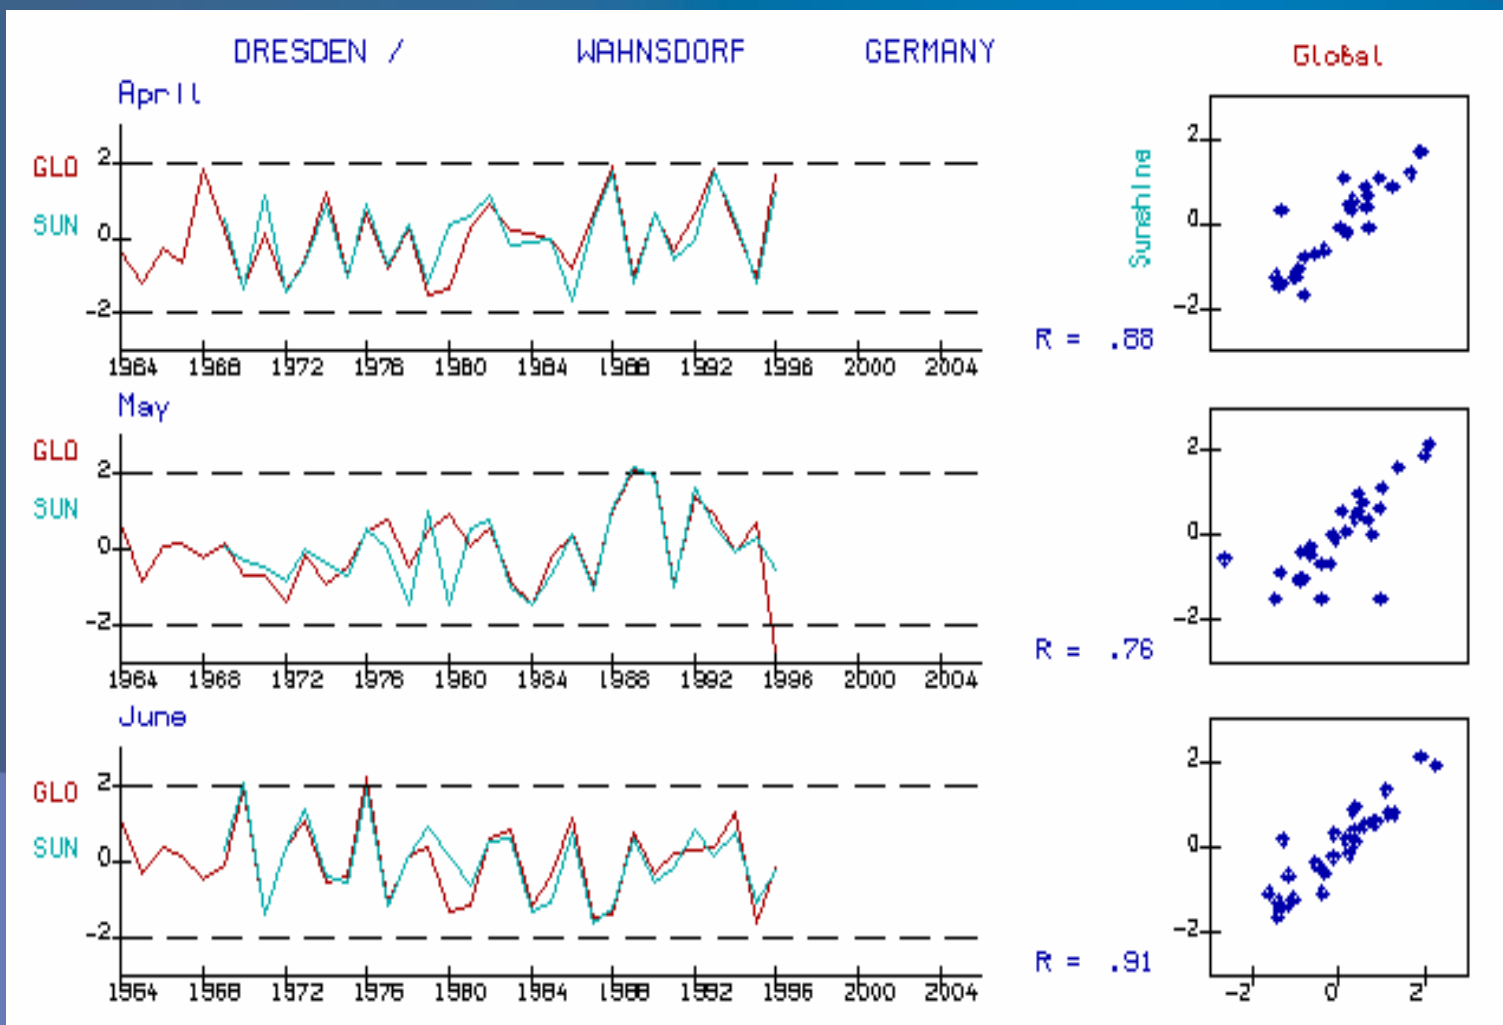 DRESDEN / WAHNSDORF GERMANY
Global
April
GLO
SUN
2
0
-2
1964 1968 1972 1976 1980 1984 1988 1992 1996 2000 2004
R = .88
Sunshine
2
0
-2
May
GLO
SUN
2
0
-2
1964 1968 1972 1976 1980 1984 1988 1992 1996 2000 2004
R = .76
2
0
-2
June
GLO
SUN
2
0
-2
1964 1968 1972 1976 1980 1984 1988 1992 1996 2000 2004
R = .91
2
0
-2
-2 0 2